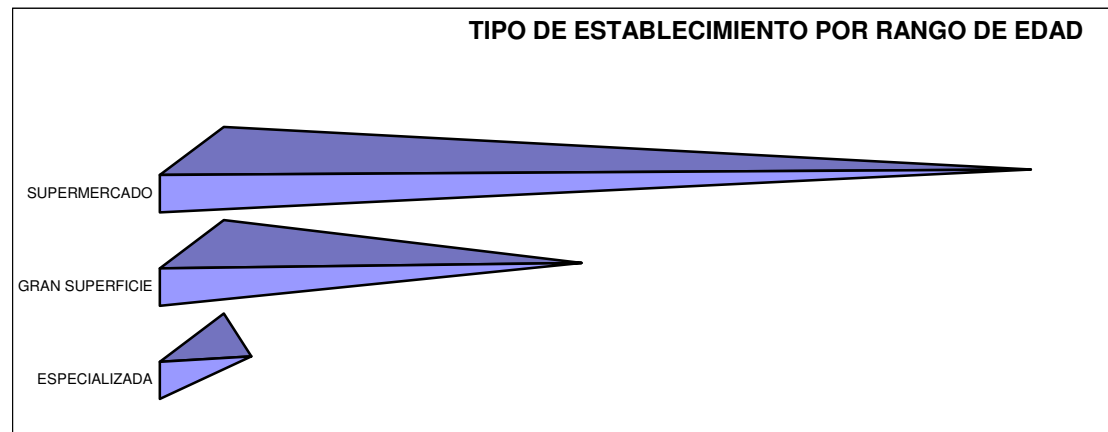 TIPO DE ESTABLECIMIENTO POR RANGO DE EDAD
SUPERMERCADO
GRAN SUPERFICIE
ESPECIALIZADA